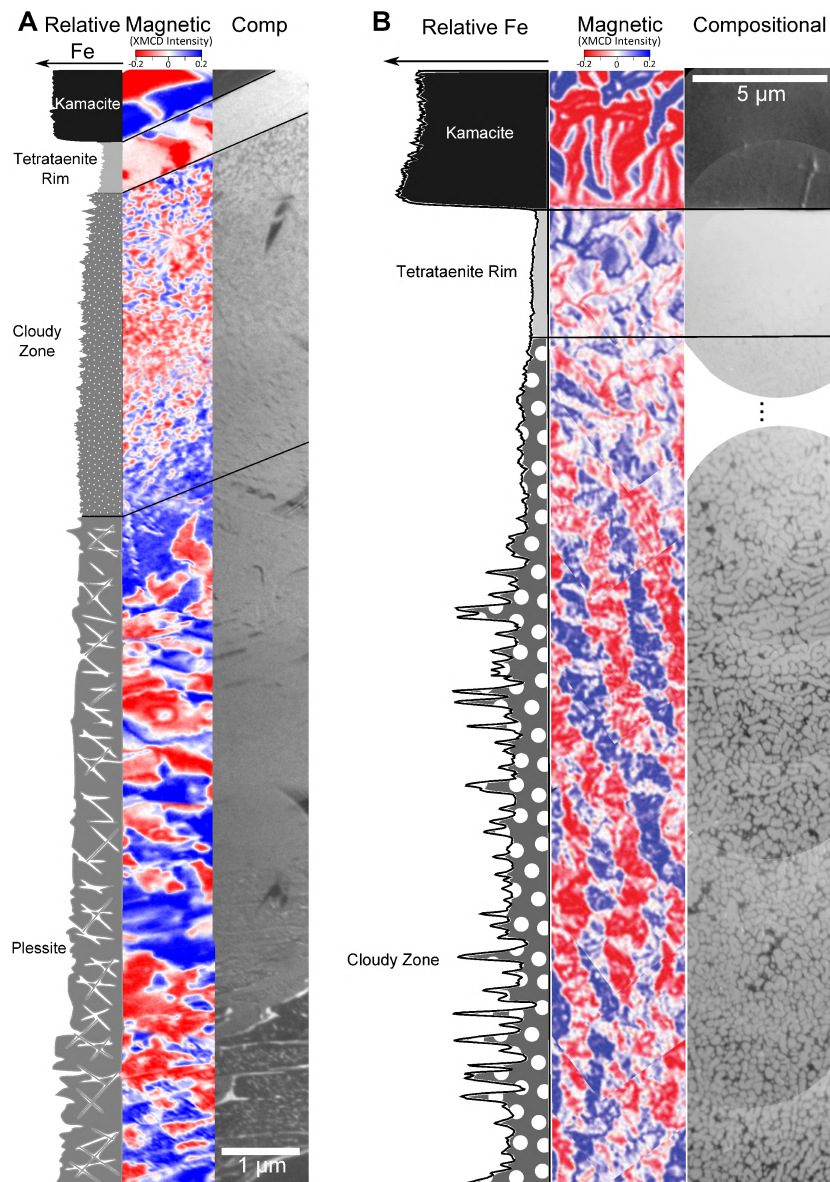 A
Relative Fe
Magnetic
(XMCD Intensity)
-0.2 0 0.2
Comp
Kamacite
Tetrataenite
Rim
Cloudy
Zone
Plessite
1 µm
B
Relative Fe
Magnetic
(XMCD Intensity)
-0.2 0 0.2
Compositional
5 µm
Kamacite
Tetrataenite Rim
Cloudy Zone